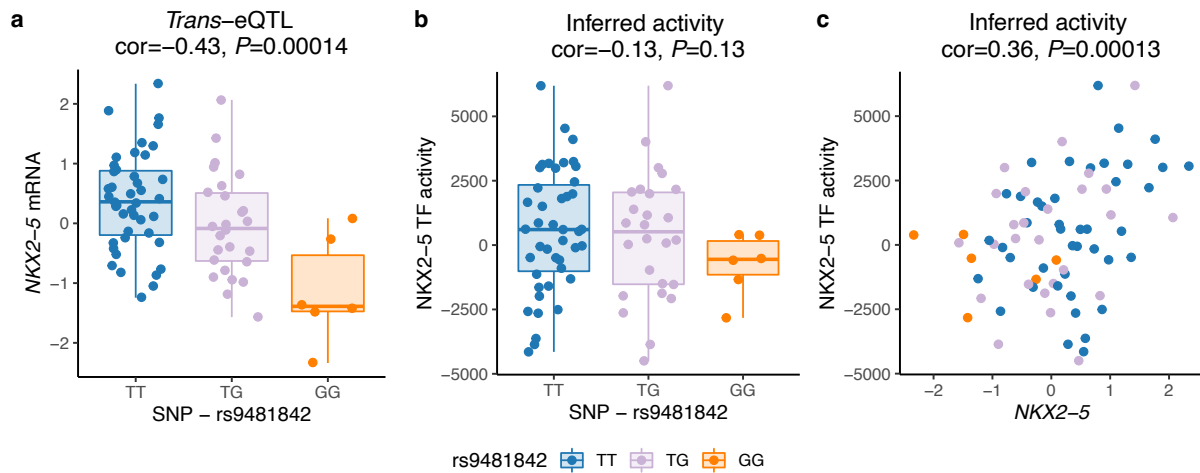 a
Trans−eQTL
cor=−0.43, P=0.00014
NKX2−5 mRNA
2
1
0
−1
−2
TT
TG
GG
SNP − rs9481842
b
Inferred activity
cor=−0.13, P=0.13
NKX2−5 TF activity
5000
2500
0
−2500
−5000
TT
TG
GG
SNP − rs9481842
c
Inferred activity
cor=0.36, P=0.00013
NKX2−5 TF activity
5000
2500
0
−2500
−5000
−2
−1
0
1
2
NKX2−5
rs9481842 TT TG GG